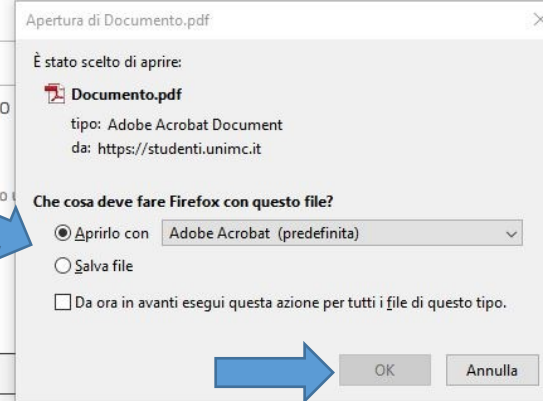 Apertura di Documento.pdf
È stato scelto di aprire:
Documento.pdf
tipo: Adobe Acrobat Document
da: https://studenti.unimc.it
Che cosa deve fare Firefox con questo file?
Aprirlo con Adobe Acrobat (predefinita)
Salva file
Da ora in avanti esegui questa azione per tutti i file di questo tipo.
OK Annulla